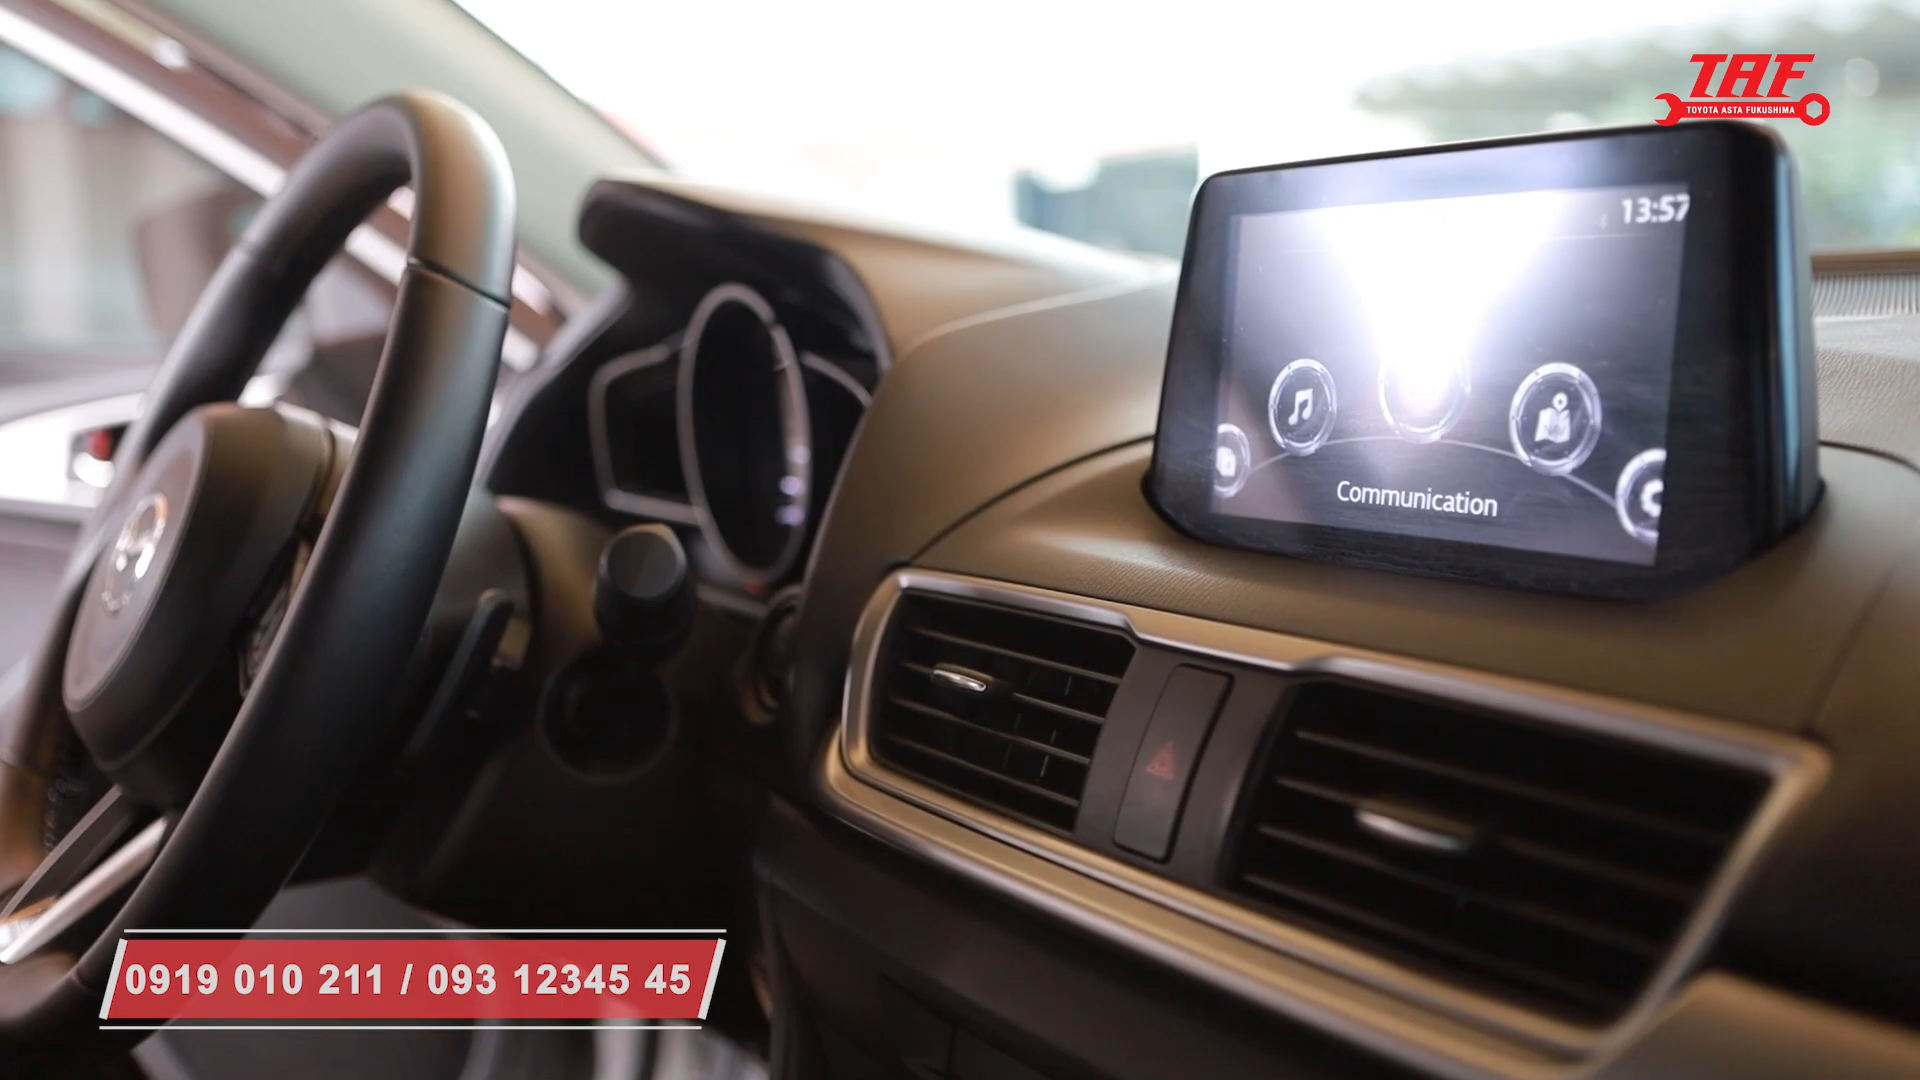 TAF
TOYOTA ASTA FUKUSHIMA
13:57
Communication
0919 010 211 / 093 12345 45